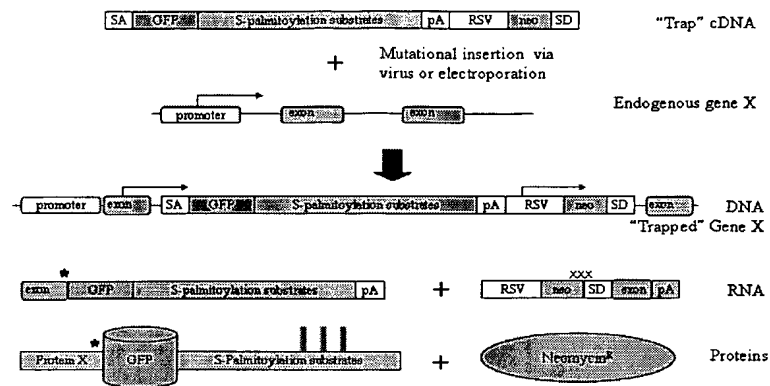 SA GFP S-palmitoylation substrates pA RSV neo SD "Trap" cDNA
+ Mutational insertion via
virus or electroporation
Endogenous gene X
promoter exon exon
promoter exon SA GFP S-palmitoylation substrates pA RSV neo SD exon DNA
"Trapped" Gene X
* xxx
exon GFP S-palmitoylation substrates pA + RSV neo SD exon pA RNA
*
Protein X GFP S-Palmitoylation substrates + Neomycin^R Proteins